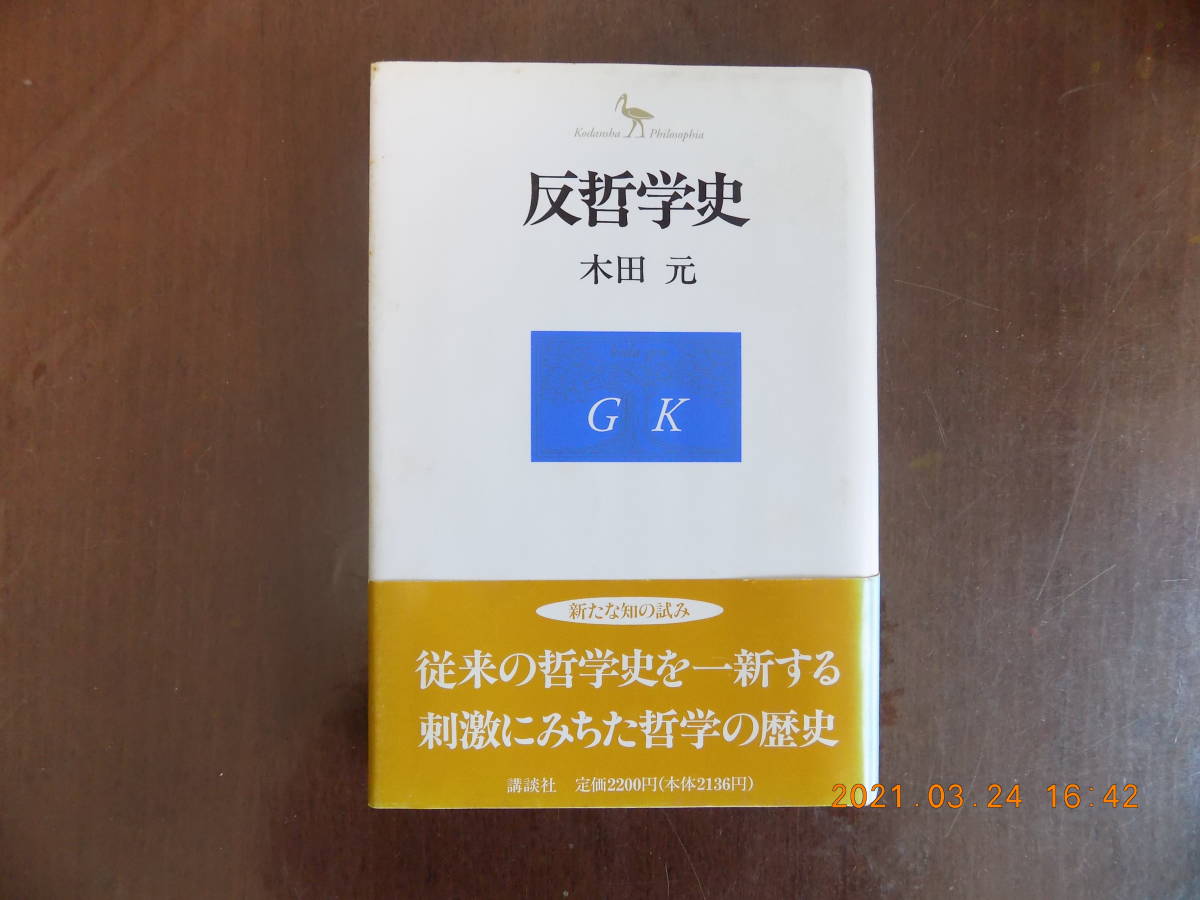 Kodansha Philosophia
反哲学史
木田 元
G K
新たな知の試み
従来の哲学史を一新する
刺激にみちた哲学の歴史
講談社 定価2200円(本体2136円)
2021.03.24 16:42